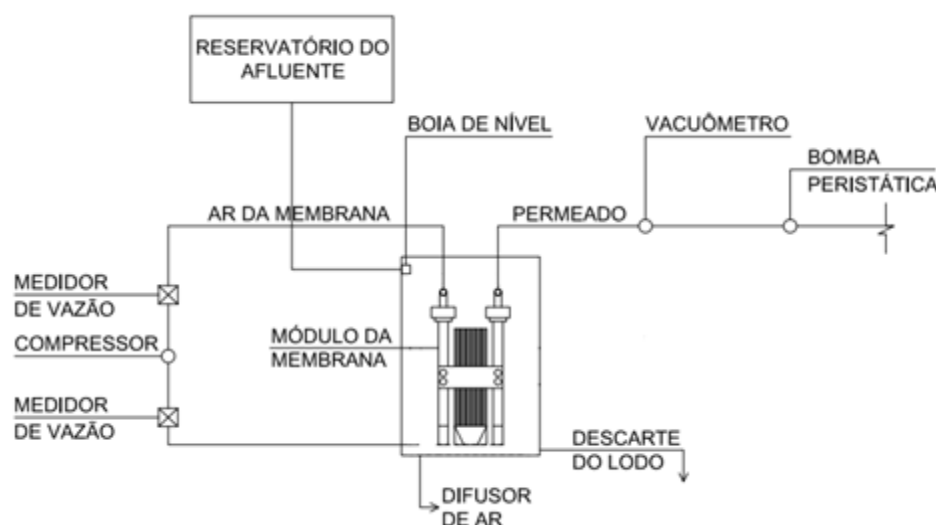 RESERVATÓRIO DO
AFLUENTE
BOIA DE NÍVEL
VACUÔMETRO
BOMBA
PERISTÁTICA
AR DA MEMBRANA
PERMEADO
MEDIDOR
DE VAZÃO
COMPRESSOR
MÓDULO DA
MEMBRANA
MEDIDOR
DE VAZÃO
DESCARTE
DO LODO
DIFUSOR
DE AR